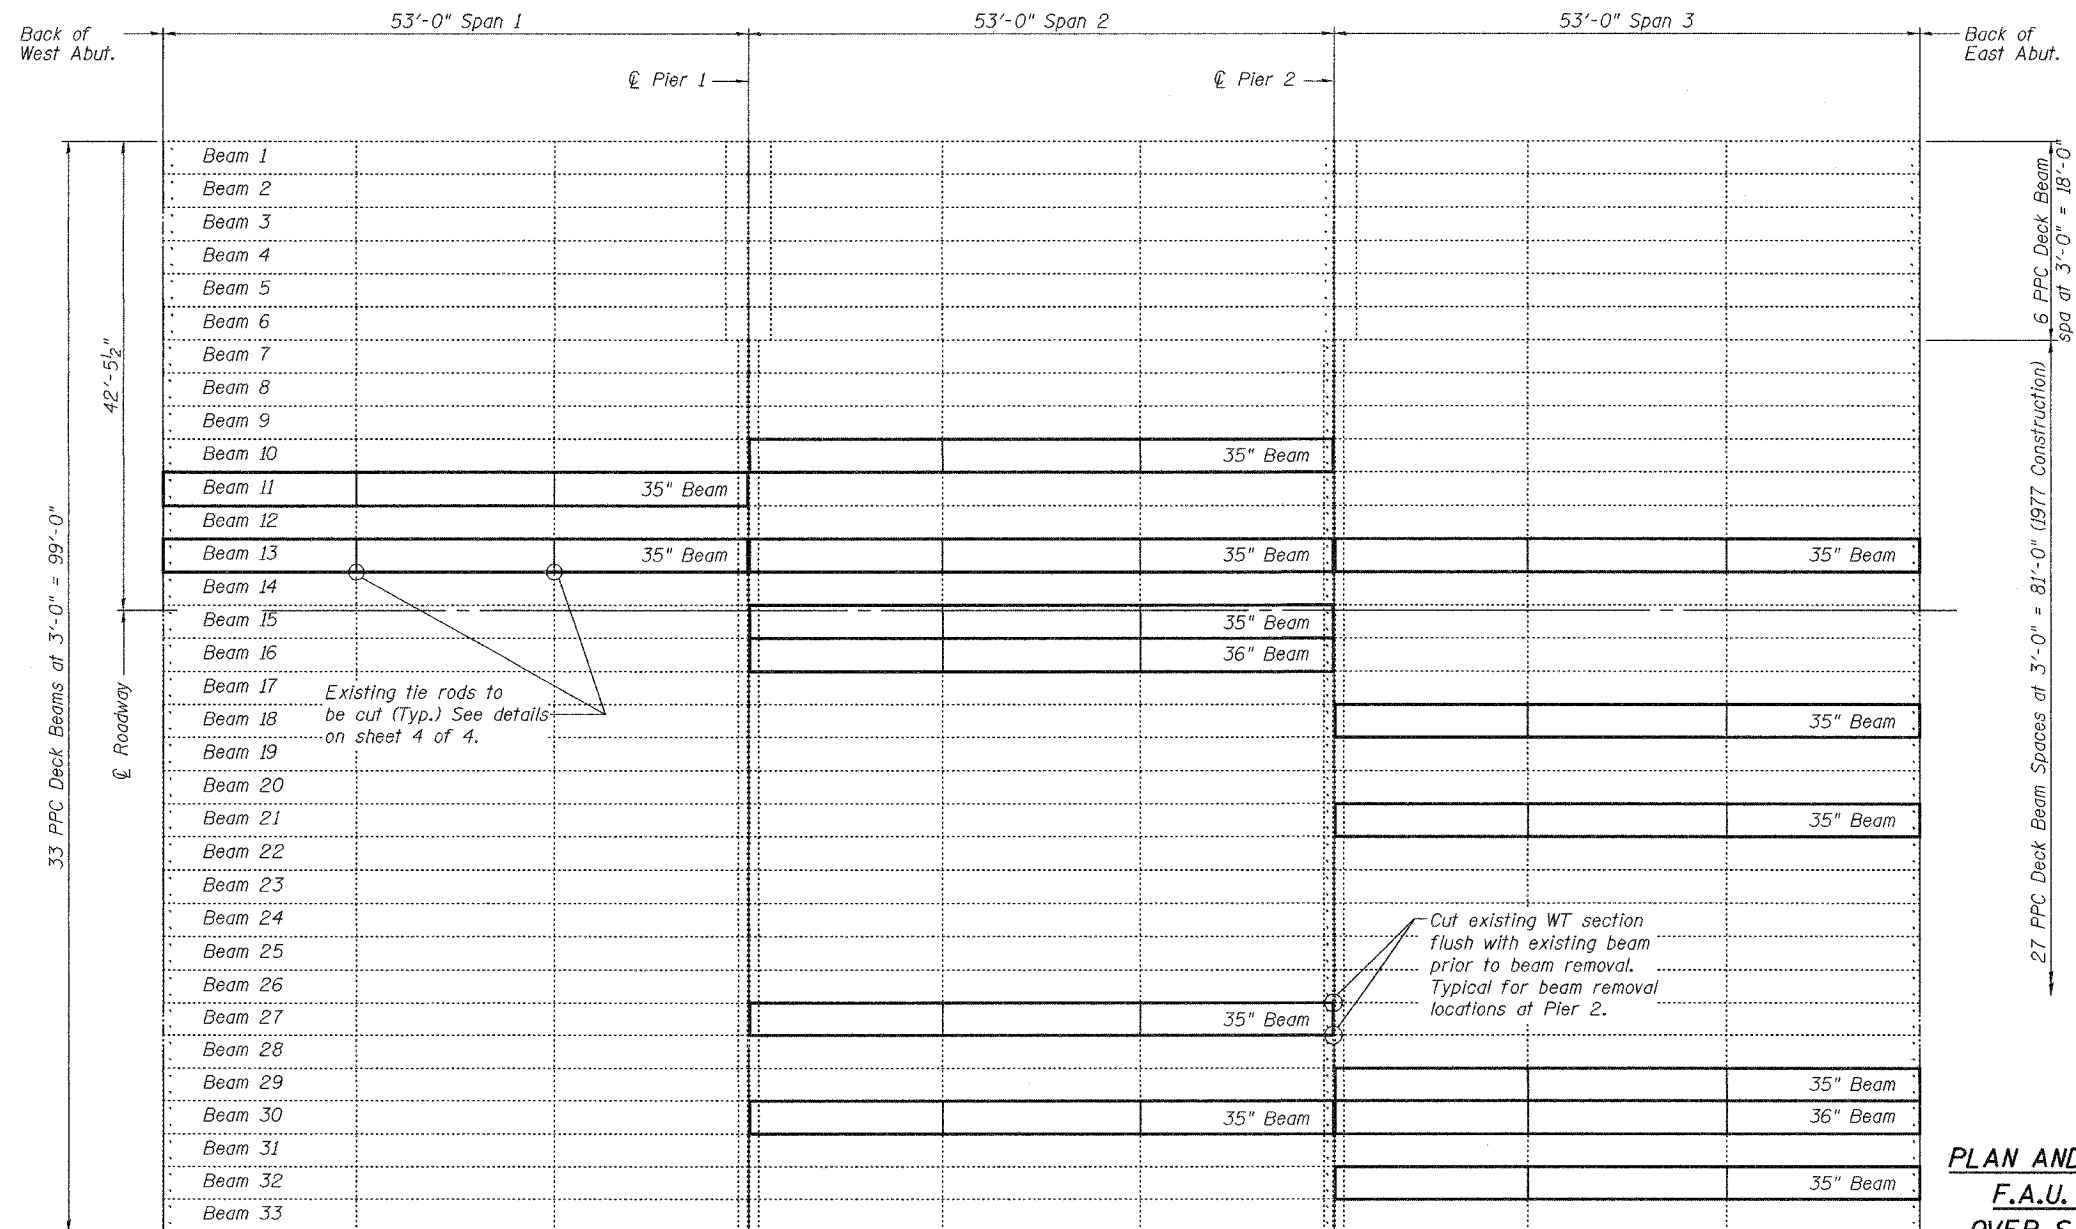 53'-0" Span 1
53'-0" Span 2
53'-0" Span 3
Back of
West Abut.
Back of
East Abut.
℄ Pier 1
℄ Pier 2
Beam 1
Beam 2
Beam 3
Beam 4
Beam 5
Beam 6
Beam 7
Beam 8
Beam 9
Beam 10
35" Beam
Beam 11
35" Beam
Beam 12
Beam 13
35" Beam
35" Beam
35" Beam
Beam 14
Beam 15
35" Beam
Beam 16
36" Beam
Beam 17
Beam 18
35" Beam
Existing tie rods to
be cut (Typ.) See details
on sheet 4 of 4.
Beam 19
Beam 20
Beam 21
35" Beam
Beam 22
Beam 23
Beam 24
Beam 25
Beam 26
Cut existing WT section
flush with existing beam
prior to beam removal.
Typical for beam removal
locations at Pier 2.
Beam 27
35" Beam
Beam 28
Beam 29
35" Beam
Beam 30
35" Beam
36" Beam
Beam 31
Beam 32
35" Beam
Beam 33
33 PPC Deck Beams at 3'-0" = 99'-0"
42'-5½"
℄ Roadway
6 PPC Deck Beam
spa at 3'-0" = 18'-0"
27 PPC Deck Beam Spaces at 3'-0" = 81'-0" (1977 Construction)
PLAN AND
F.A.U.
OVER S